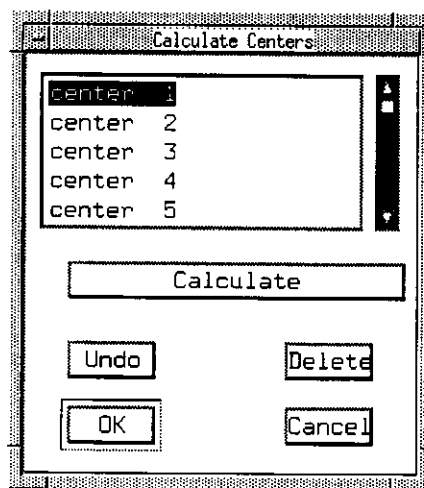 Calculate Centers
center 1
center 2
center 3
center 4
center 5
Calculate
Undo Delete
OK Cancel